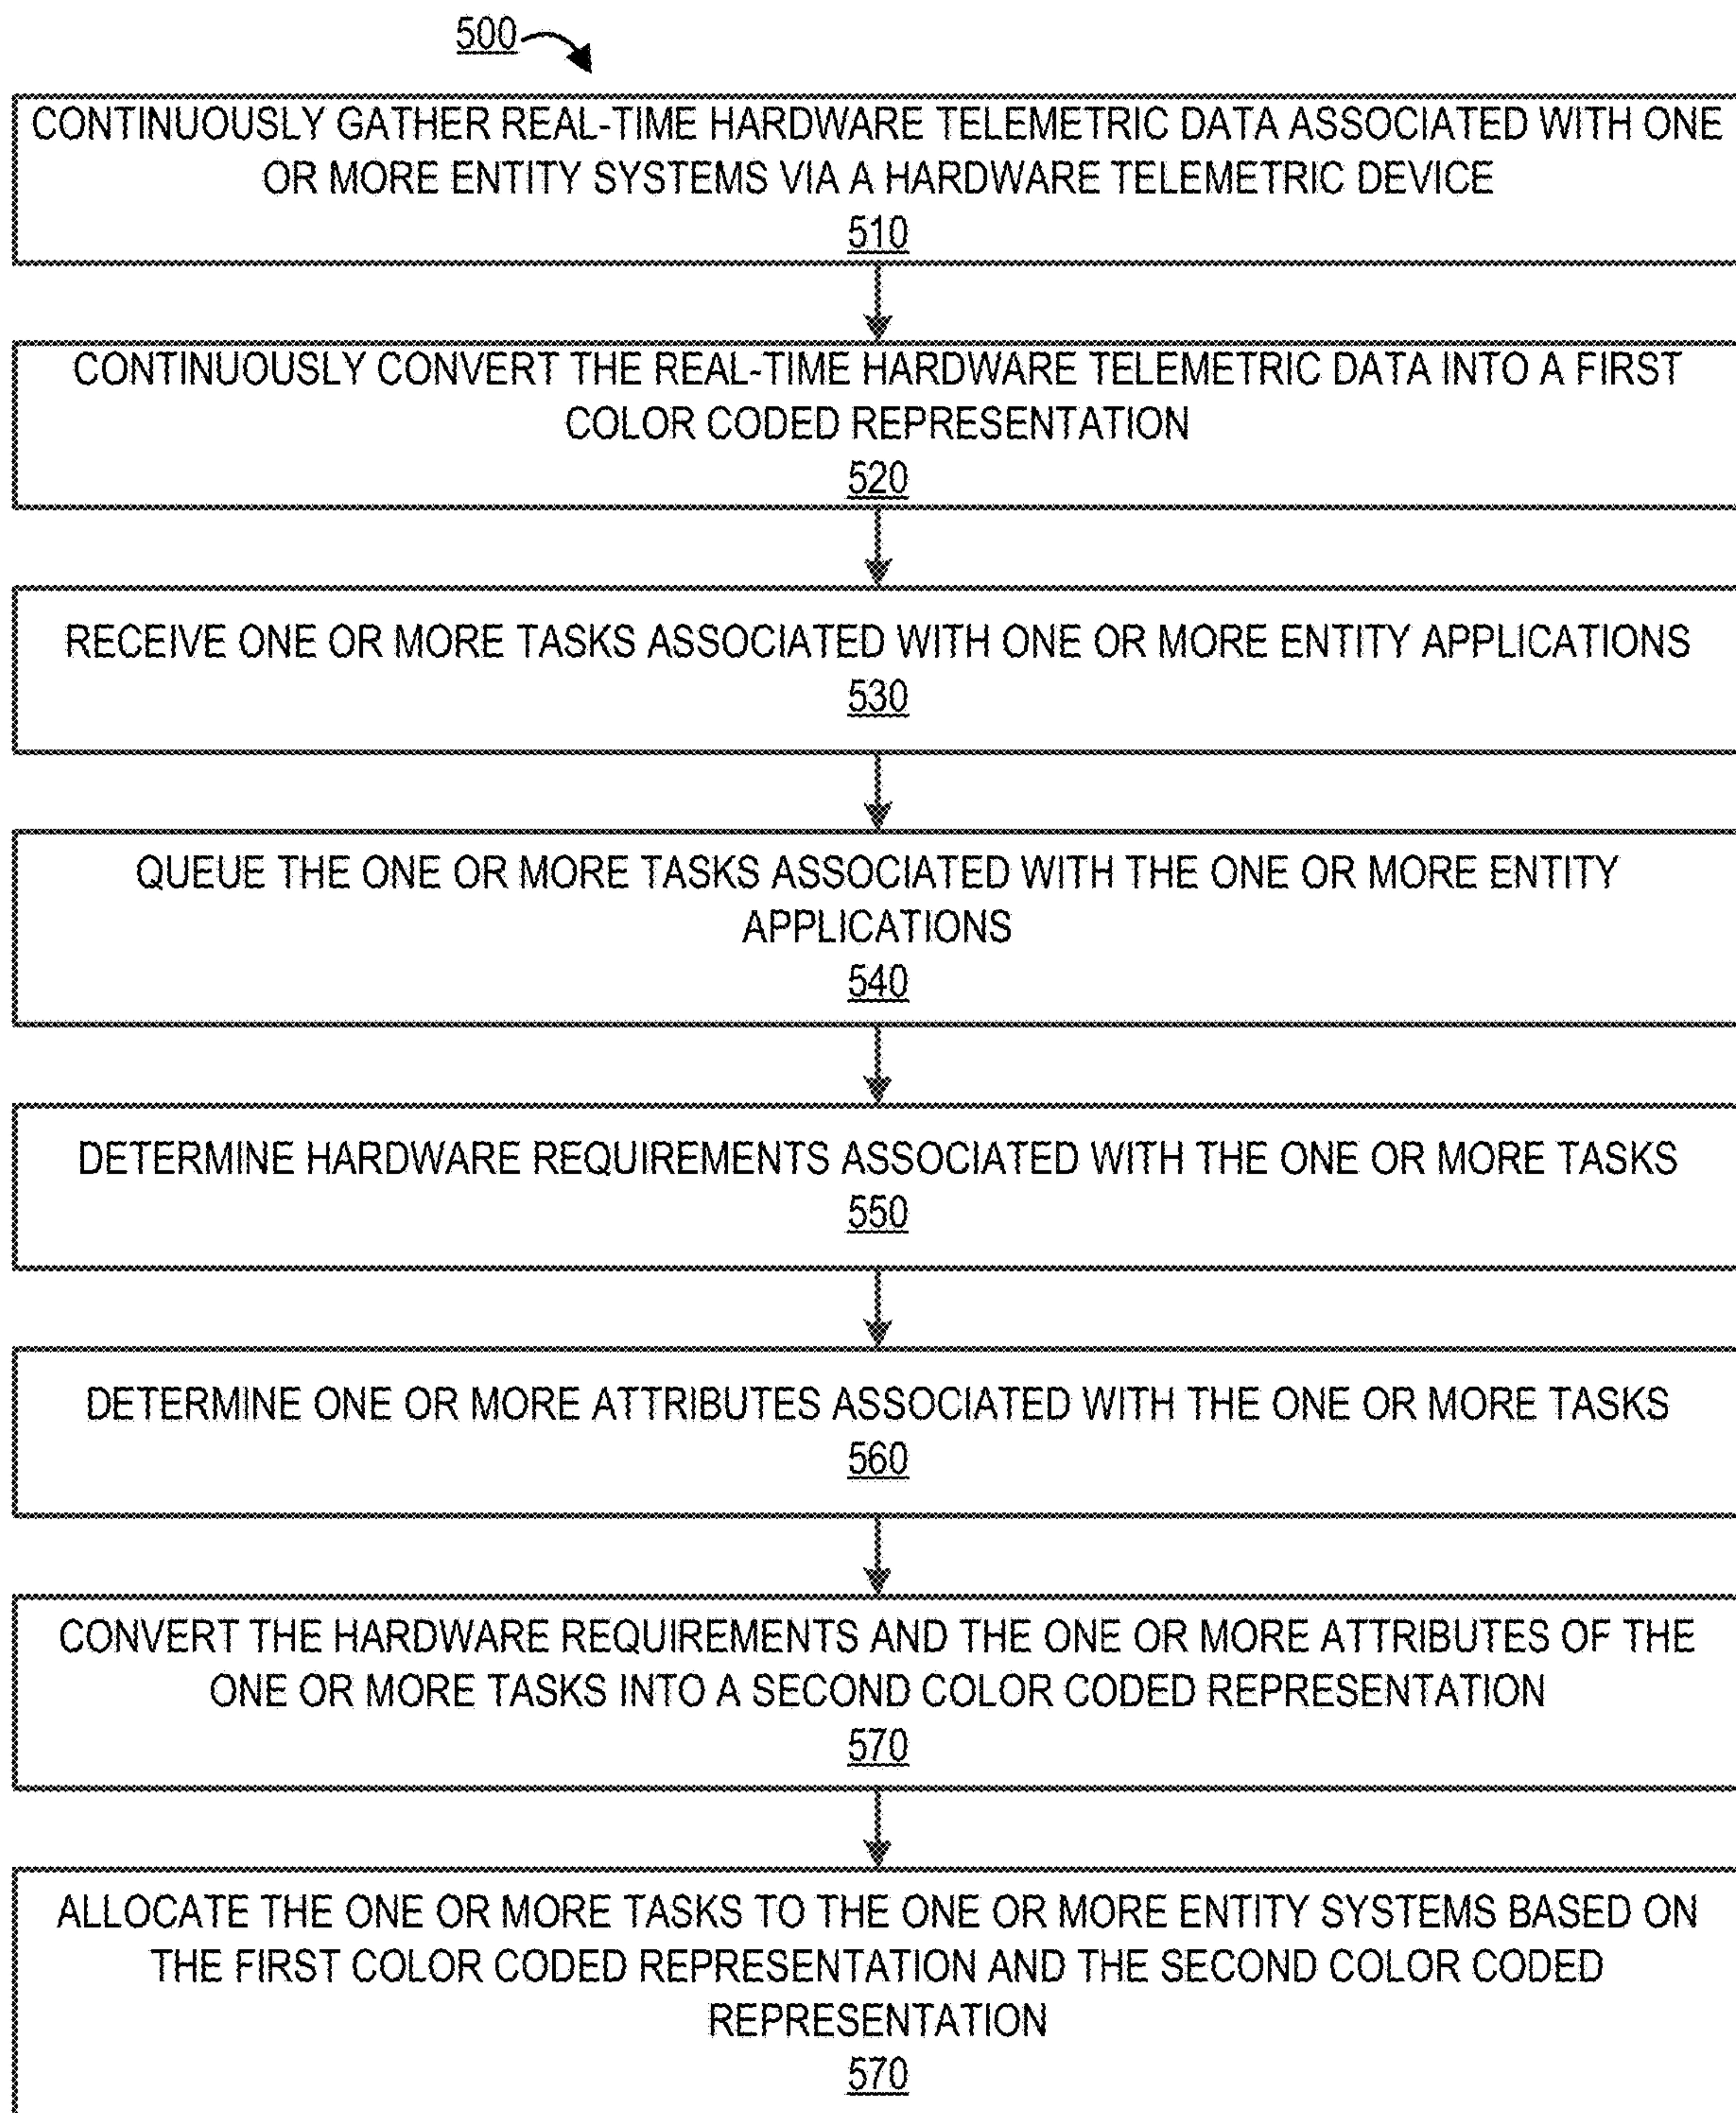 500
CONTINUOUSLY GATHER REAL-TIME HARDWARE TELEMETRIC DATA ASSOCIATED WITH ONE
OR MORE ENTITY SYSTEMS VIA A HARDWARE TELEMETRIC DEVICE
510
CONTINUOUSLY CONVERT THE REAL-TIME HARDWARE TELEMETRIC DATA INTO A FIRST
COLOR CODED REPRESENTATION
520
RECEIVE ONE OR MORE TASKS ASSOCIATED WITH ONE OR MORE ENTITY APPLICATIONS
530
QUEUE THE ONE OR MORE TASKS ASSOCIATED WITH THE ONE OR MORE ENTITY
APPLICATIONS
540
DETERMINE HARDWARE REQUIREMENTS ASSOCIATED WITH THE ONE OR MORE TASKS
550
DETERMINE ONE OR MORE ATTRIBUTES ASSOCIATED WITH THE ONE OR MORE TASKS
560
CONVERT THE HARDWARE REQUIREMENTS AND THE ONE OR MORE ATTRIBUTES OF THE
ONE OR MORE TASKS INTO A SECOND COLOR CODED REPRESENTATION
570
ALLOCATE THE ONE OR MORE TASKS TO THE ONE OR MORE ENTITY SYSTEMS BASED ON
THE FIRST COLOR CODED REPRESENTATION AND THE SECOND COLOR CODED
REPRESENTATION
570